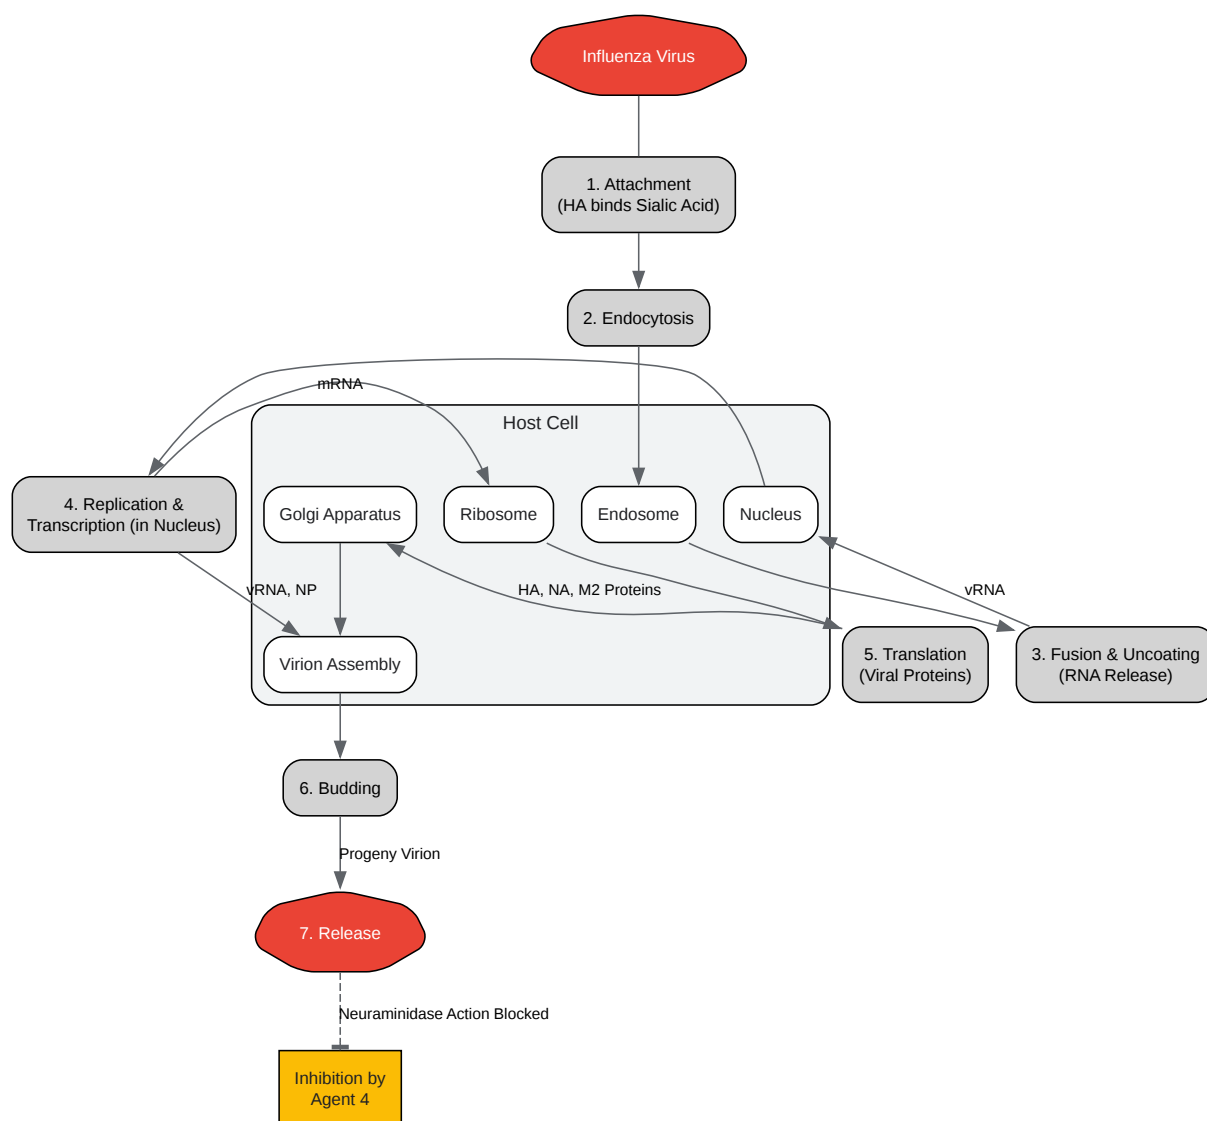 Influenza Virus
1. Attachment
(HA binds Sialic Acid)
2. Endocytosis
mRNA
Host Cell
4. Replication &
Transcription (in Nucleus)
Golgi Apparatus
Ribosome
Endosome
Nucleus
vRNA, NP
HA, NA, M2 Proteins
vRNA
Virion Assembly
5. Translation
(Viral Proteins)
3. Fusion & Uncoating
(RNA Release)
6. Budding
Progeny Virion
7. Release
Neuraminidase Action Blocked
Inhibition by
Agent 4